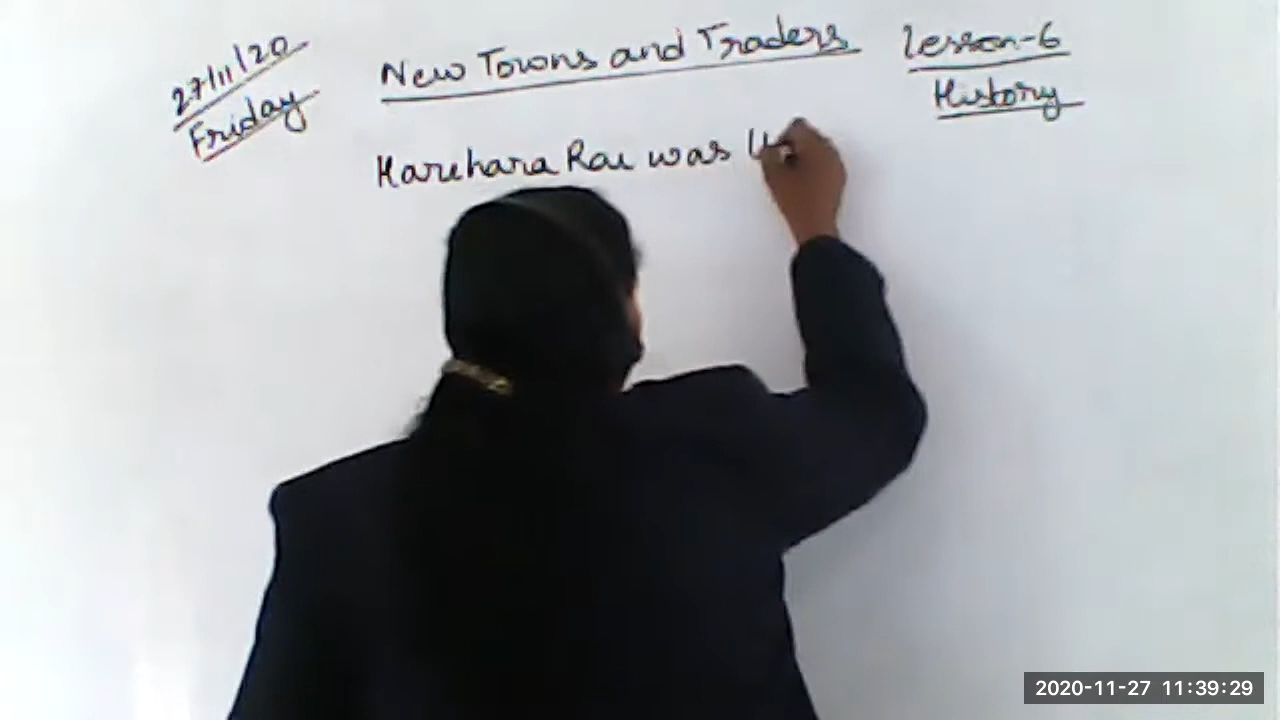 27/11/20
Friday
New Towns and Traders
Lesson-6
History
Harihara Rai was
2020-11-27 11:39:29